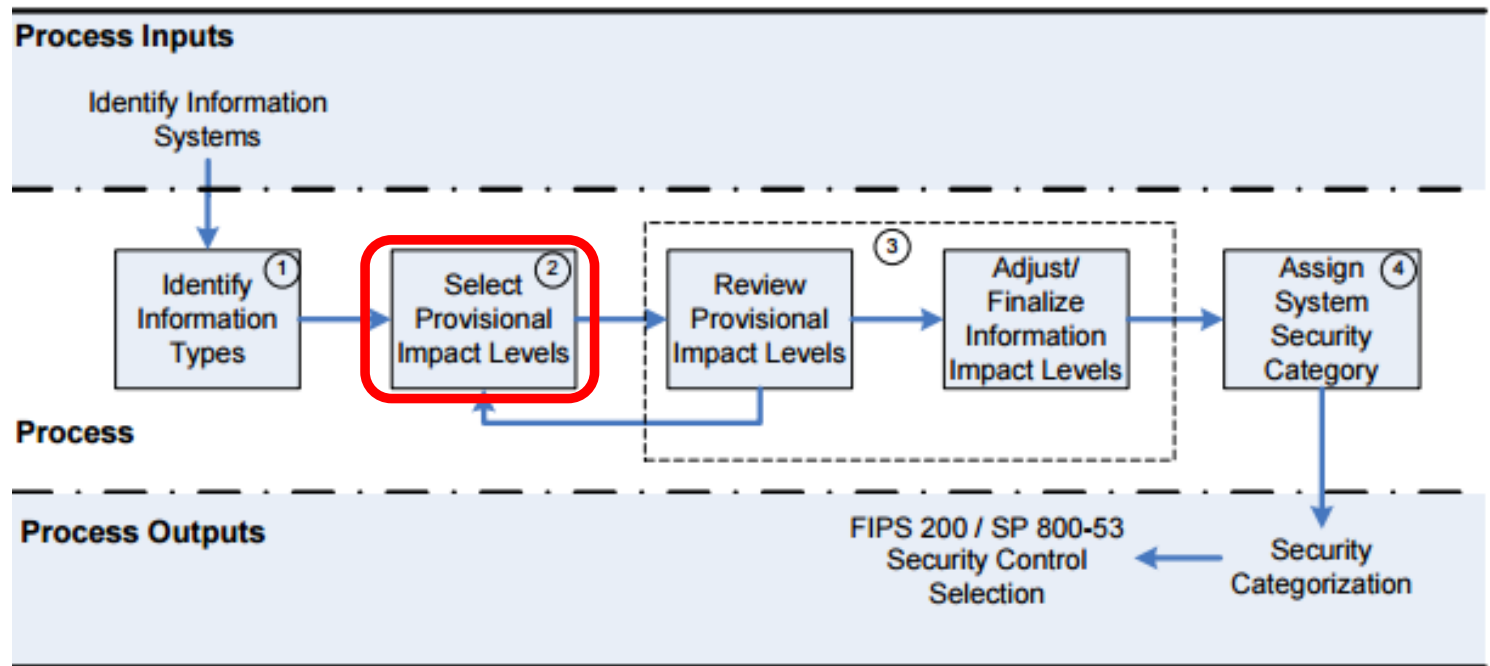 Process Inputs
Identify Information
Systems
1
Identify
Information
Types
2
Select
Provisional
Impact Levels
3
Review
Provisional
Impact Levels
Adjust/
Finalize
Information
Impact Levels
4
Assign
System
Security
Category
Process
Process Outputs
FIPS 200 / SP 800-53
Security Control
Selection
Security
Categorization